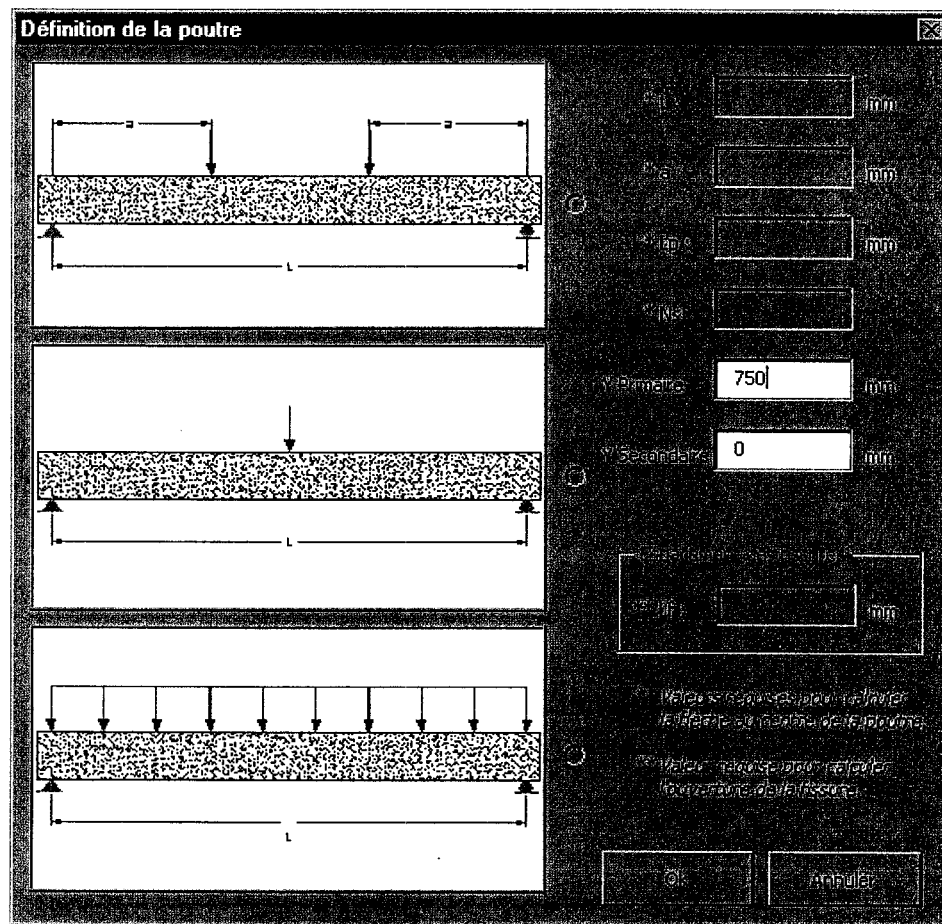 Définition de la poutre
a a
L
L
L
mm
mm
mm
Y Primaire 750 mm
Y Secondaire 0 mm
mm
Valeurs requises pour calculer
la flèche au centre de la poutre
Valeur requise pour calculer
l'ouverture de la fissure
Ok Annuler